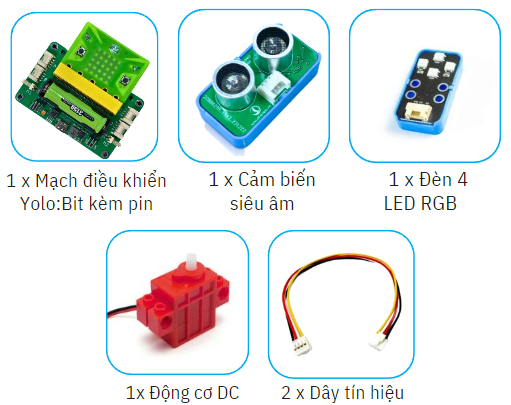 1 x Mạch điều khiển
Yolo:Bit kèm pin
1 x Cảm biến
siêu âm
1 x Đèn 4
LED RGB
1x Động cơ DC
2 x Dây tín hiệu